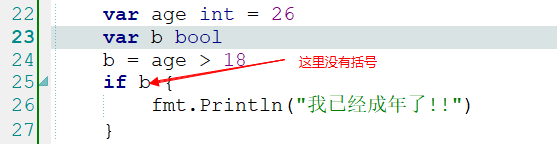 22 var age int = 26
23 var b bool
24 b = age > 18 这里没有括号
25 if b {
26 fmt.Println("我已经成年了!!")
27 }